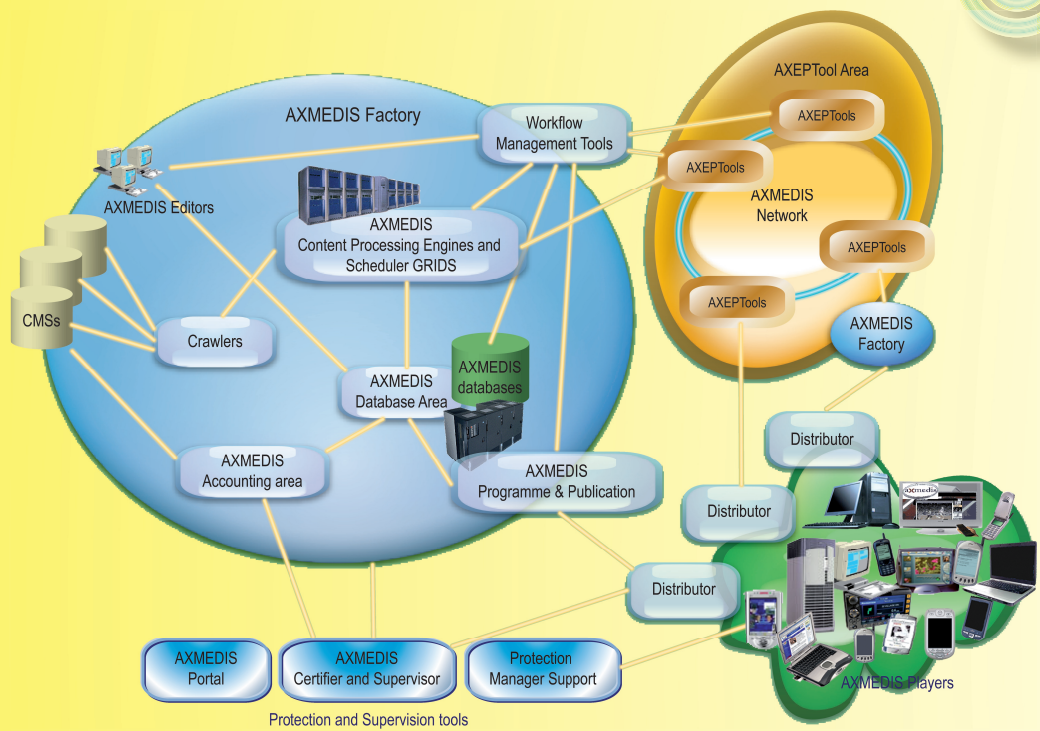 AXEPTool Area
AXMEDIS Factory
Workflow
Management Tools
AXEPTools
AXEPTools
AXMEDIS
Network
AXEPTools
AXEPTools
AXMEDIS Editors
AXMEDIS
Content Processing Engines and
Scheduler GRIDS
CMSs
Crawlers
AXMEDIS
Factory
AXMEDIS
databases
AXMEDIS
Database Area
Distributor
AXMEDIS
Accounting area
AXMEDIS
Programme & Publication
axmedis
Distributor
Distributor
AXMEDIS
Portal
AXMEDIS
Certifier and Supervisor
Protection
Manager Support
AXMEDIS Players
Protection and Supervision tools